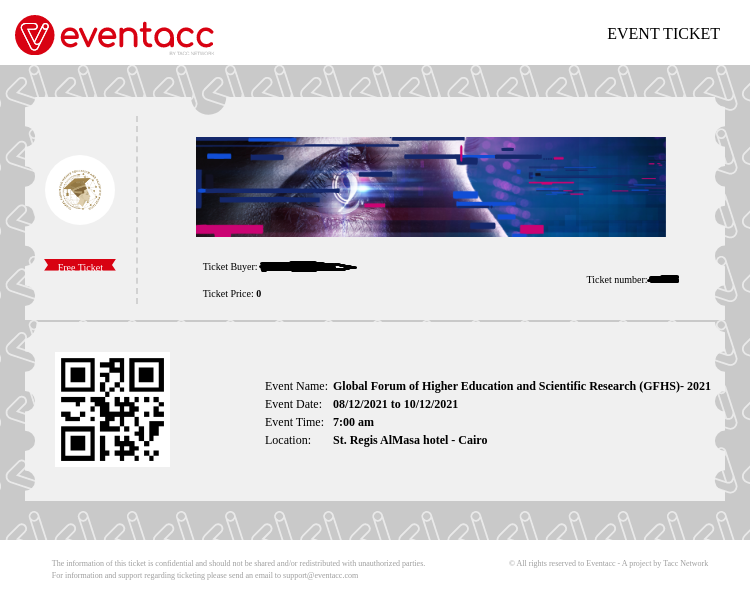 eventacc
BY TACC NETWORK
EVENT TICKET
Free Ticket
Ticket Buyer:
Ticket number:
Ticket Price: 0
Event Name: Global Forum of Higher Education and Scientific Research (GFHS)- 2021
Event Date: 08/12/2021 to 10/12/2021
Event Time: 7:00 am
Location: St. Regis AlMasa hotel - Cairo
The information of this ticket is confidential and should not be shared and/or redistributed with unauthorized parties.
For information and support regarding ticketing please send an email to support@eventacc.com
© All rights reserved to Eventacc - A project by Tacc Network